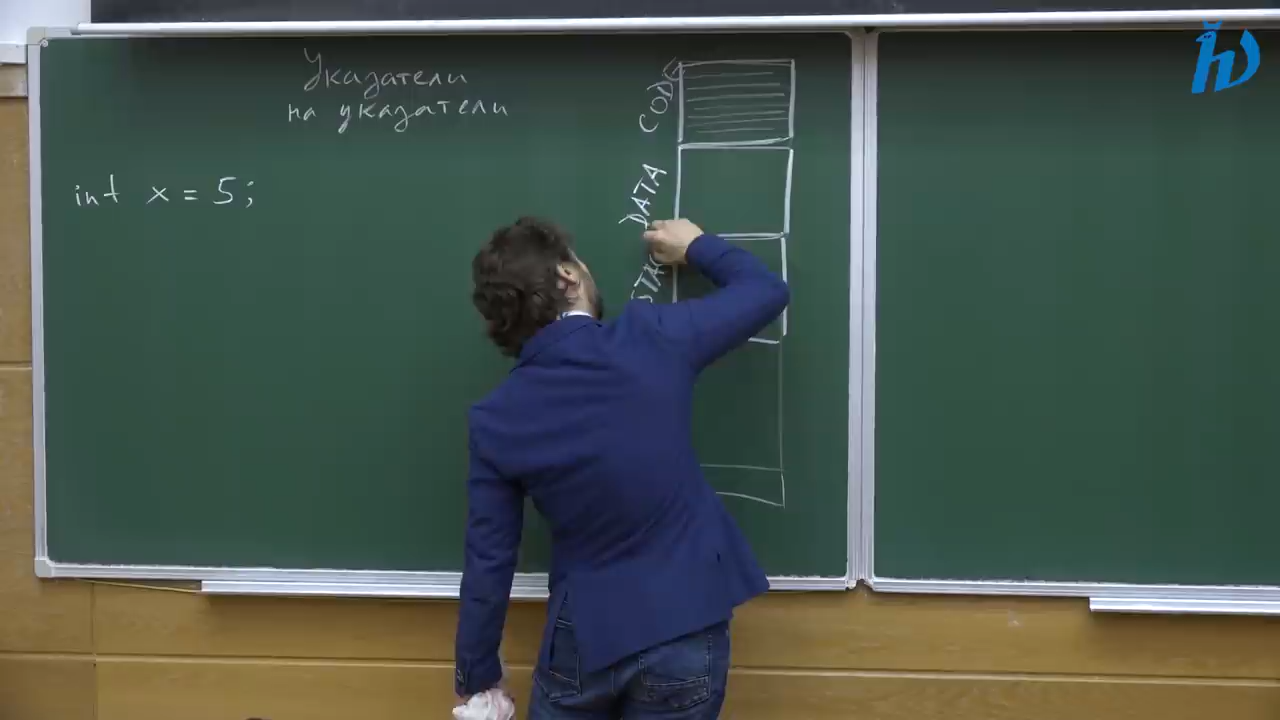 Указатели
на указатели
int x = 5;
CODE
DATA